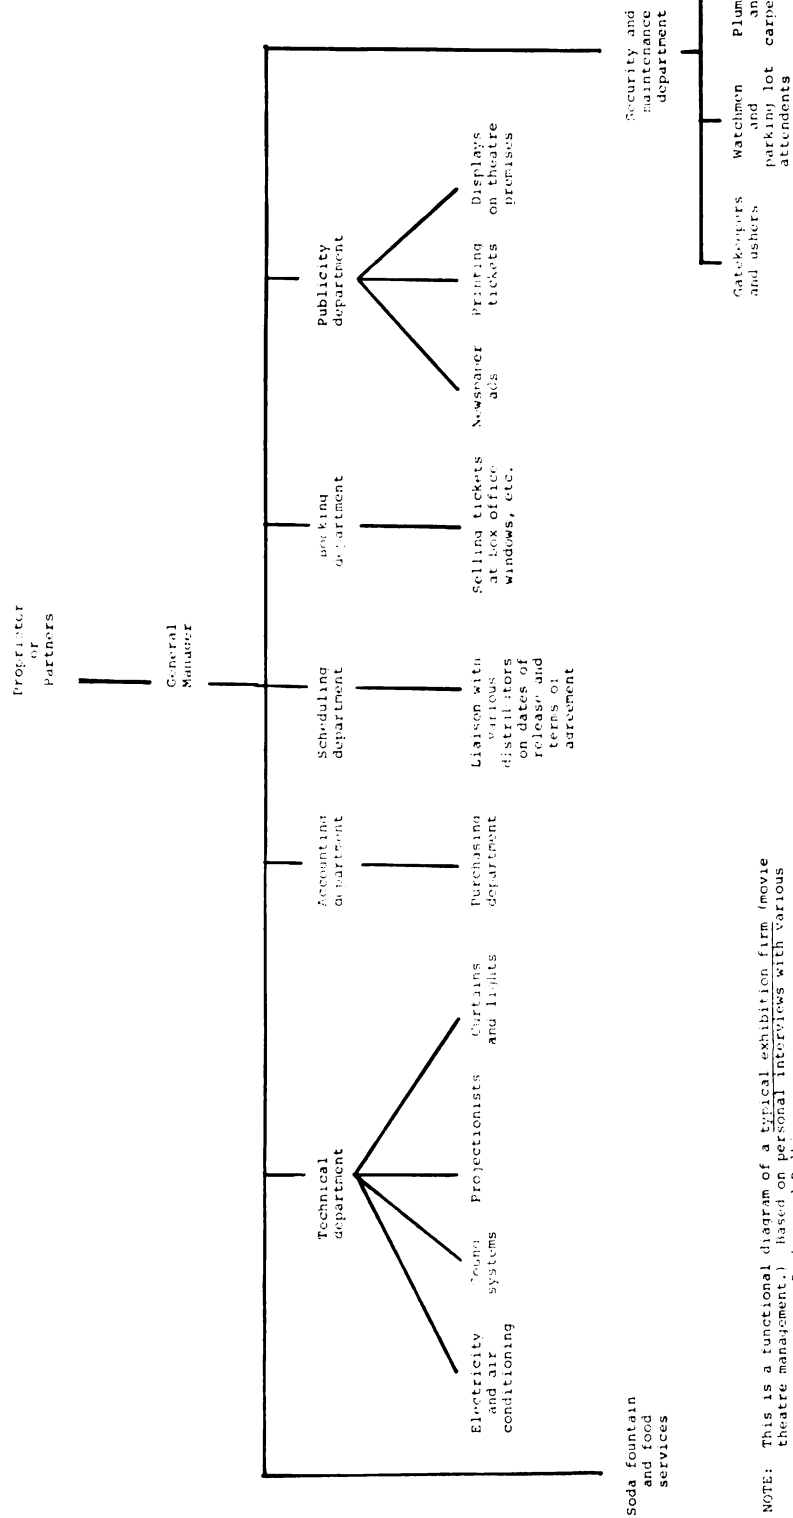 Proprietor
or
Partners
General
Manager
Technical
department
Accounting
department
Scheduling
department
Booking
department
Publicity
department
Electricity
and air
conditioning
systems
Projectionists
Curtains
and lights
Purchasing
department
Liaison with
various
distributors
on dates of
release and
terms of
agreement
Selling tickets
at box office
windows, etc.
Newspaper
ads
Printing
tickets
Displays
on theatre
premises
Soda fountain
and food
services
Security and
maintenance
department
Gatekeepers
and ushers
Watchmen
and
parking lot
attendents
Plum
an
carpe
NOTE: This is a functional diagram of a typical exhibition firm (movie
theatre management.) Based on personal interviews with various